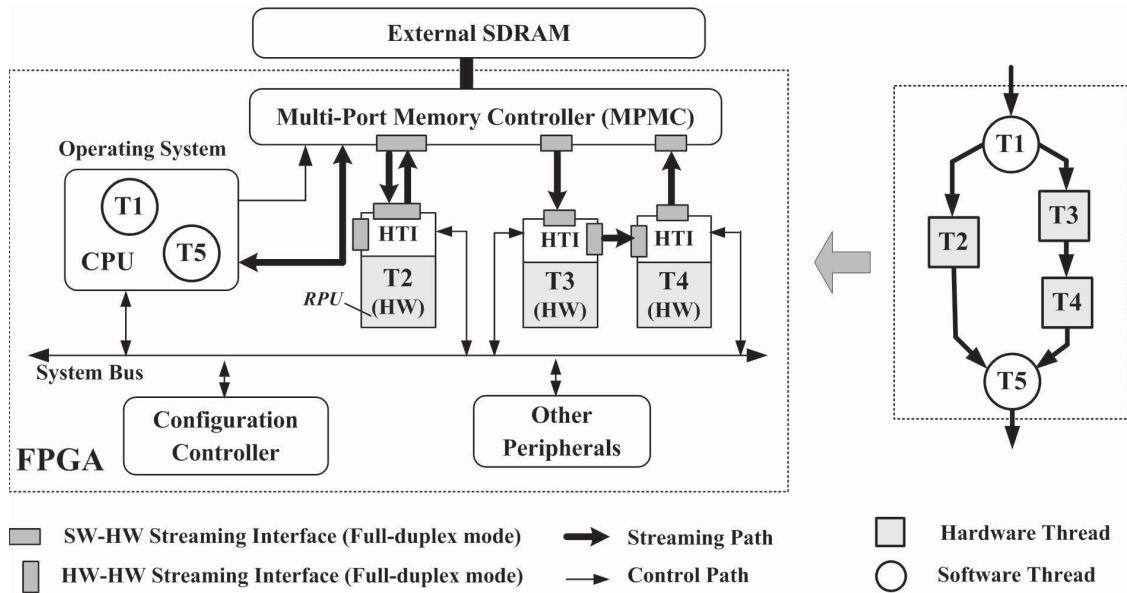 External SDRAM
Multi-Port Memory Controller (MPMC)
Operating System
T1
T5
CPU
HTI
T2
(HW)
RPU
HTI
T3
(HW)
HTI
T4
(HW)
System Bus
Configuration
Controller
Other
Peripherals
FPGA
T1
T2
T3
T4
T5
SW-HW Streaming Interface (Full-duplex mode)
HW-HW Streaming Interface (Full-duplex mode)
Streaming Path
Control Path
Hardware Thread
Software Thread